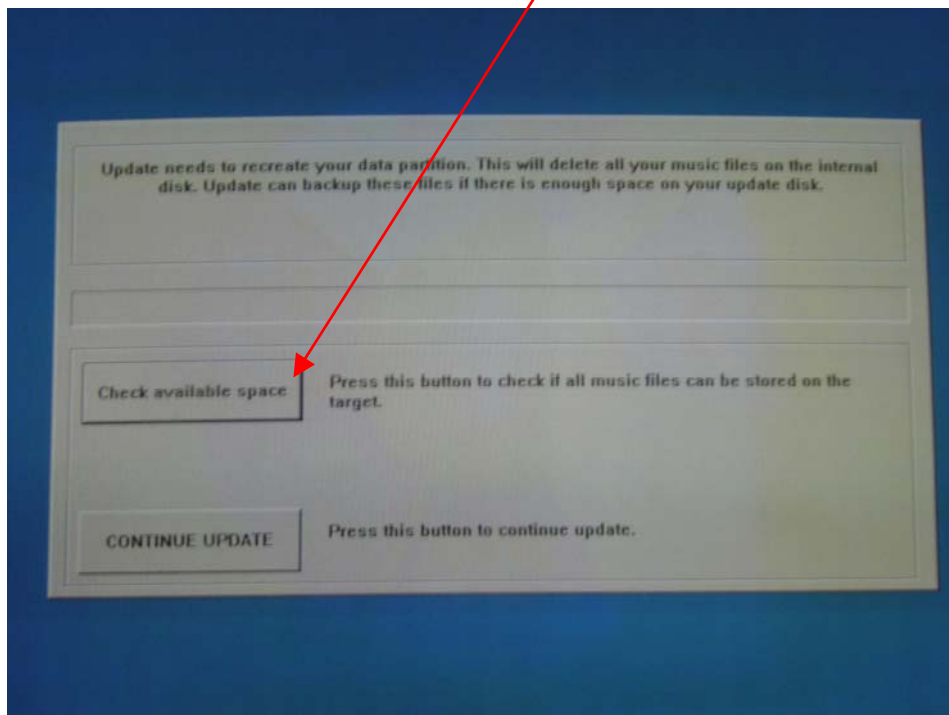 Update needs to recreate your data partition. This will delete all your music files on the internal
disk. Update can backup these files if there is enough space on your update disk.
Check available space
Press this button to check if all music files can be stored on the
target.
CONTINUE UPDATE
Press this button to continue update.